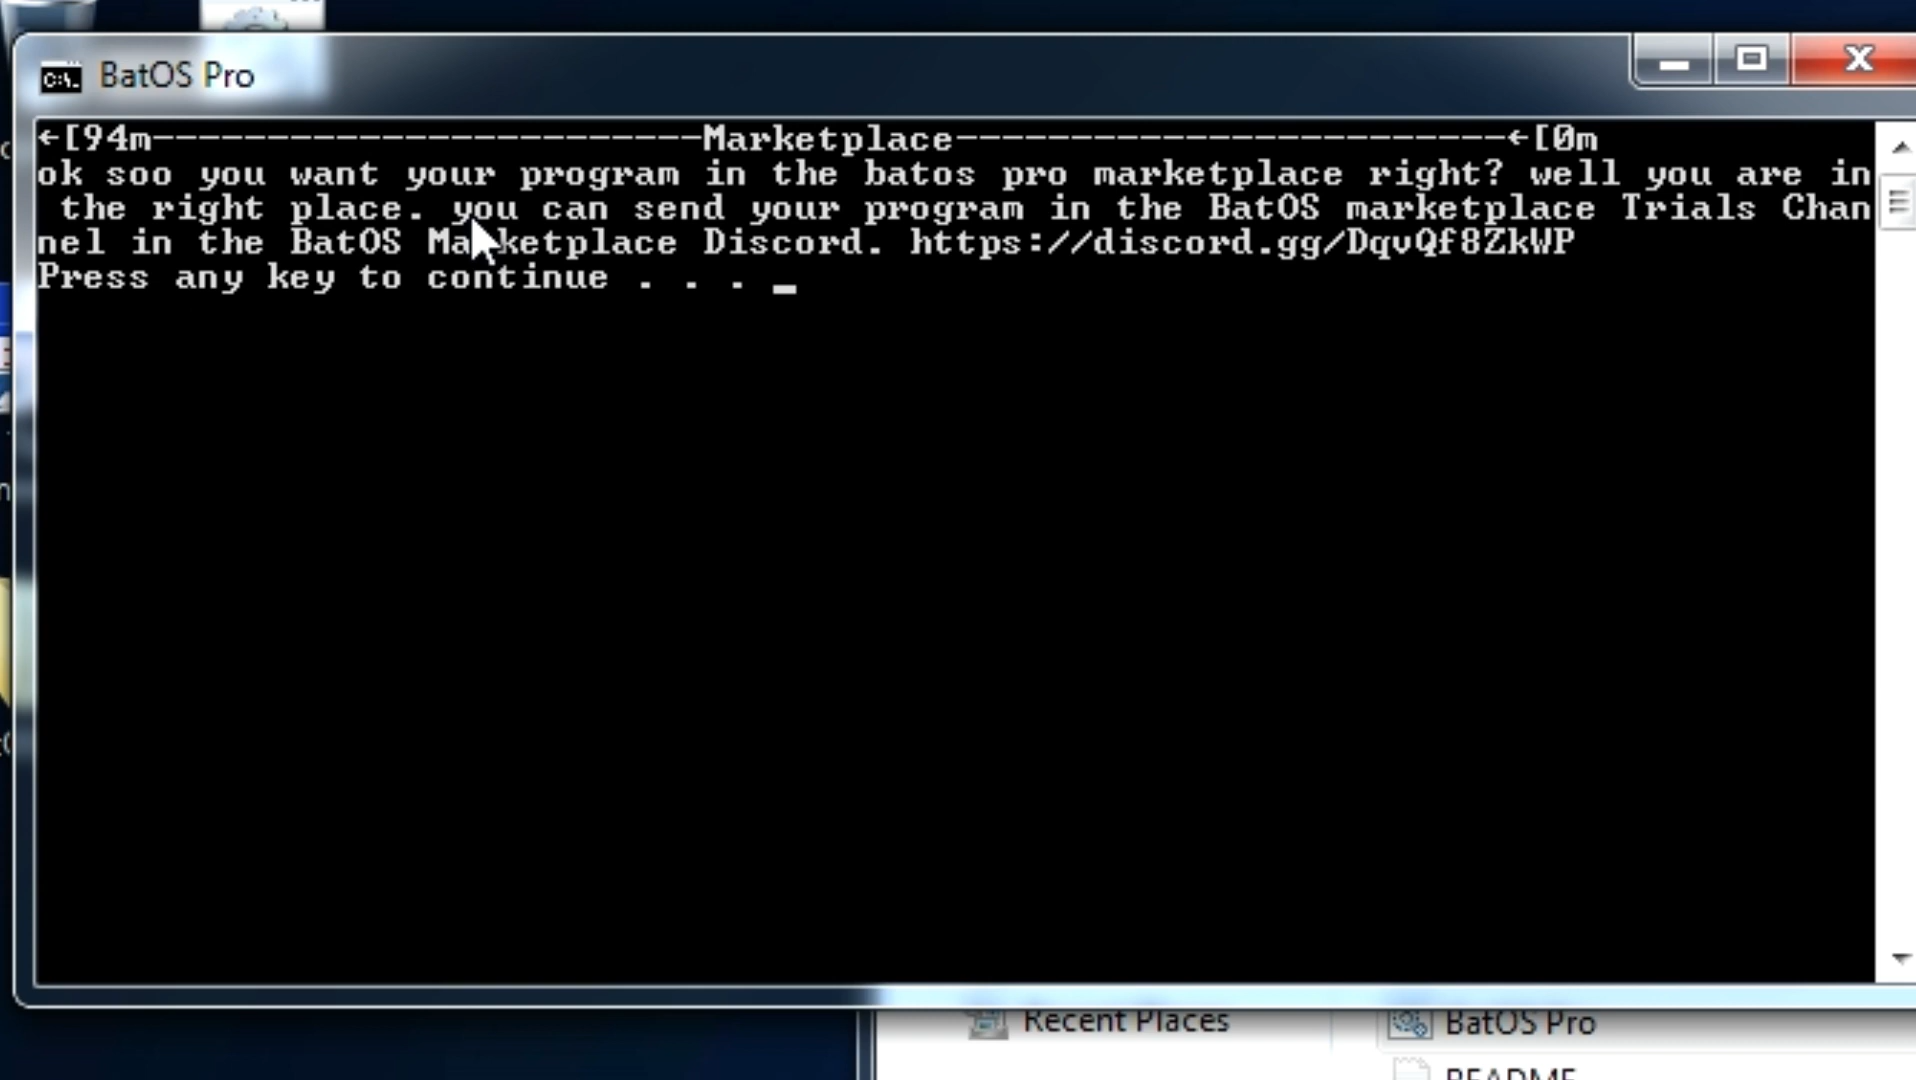 BatOS Pro
←[94m------------------------Marketplace------------------------←[0m
ok soo you want your program in the batos pro marketplace right? well you are in
the right place. you can send your program in the BatOS marketplace Trials Chan
nel in the BatOS Marketplace Discord. https://discord.gg/DqvQf8ZkWP
Press any key to continue . . . _
Recent Places
BatOS Pro
README